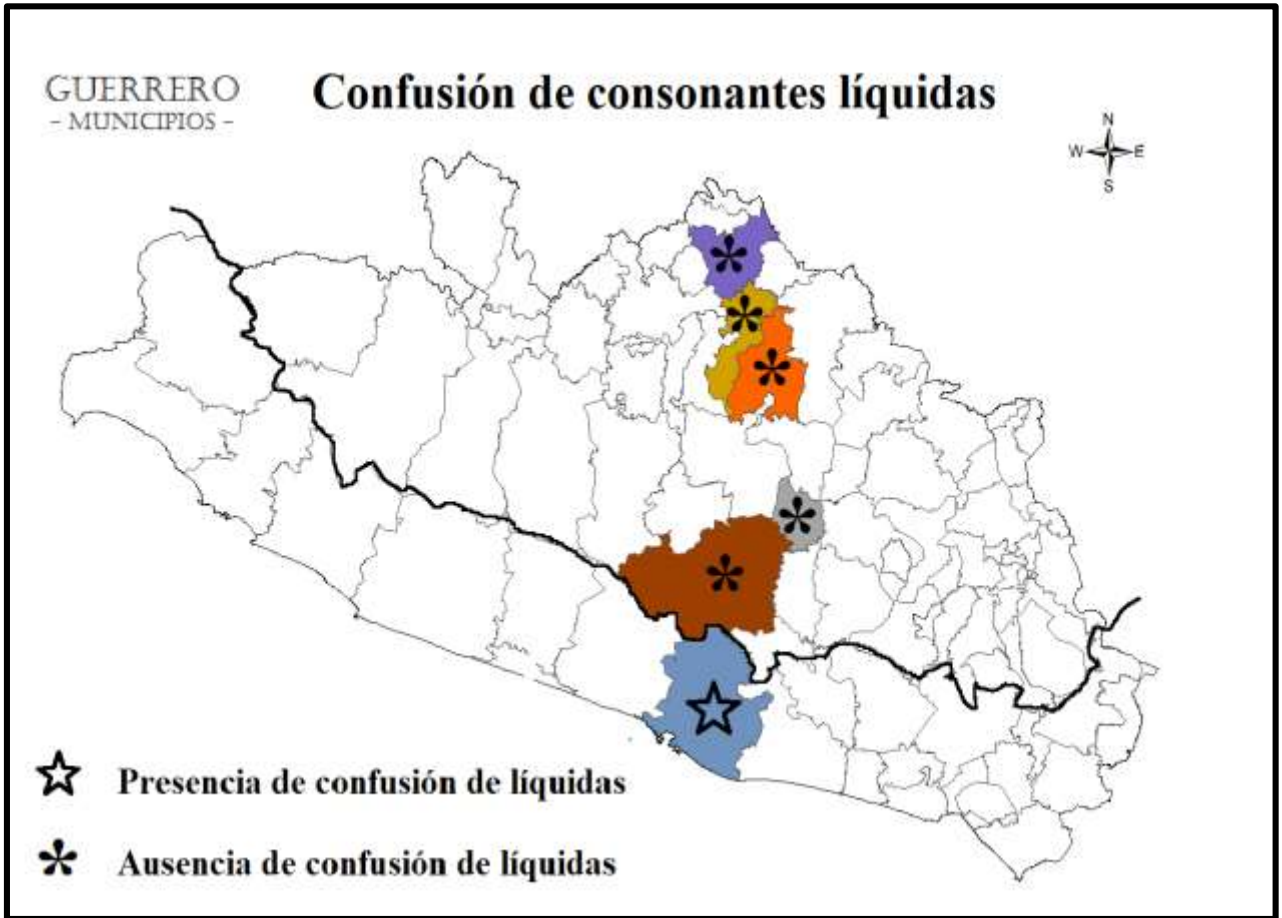 GUERRERO
- MUNICIPIOS -
Confusión de consonantes líquidas
N
W E
S
Presencia de confusión de líquidas
Ausencia de confusión de líquidas